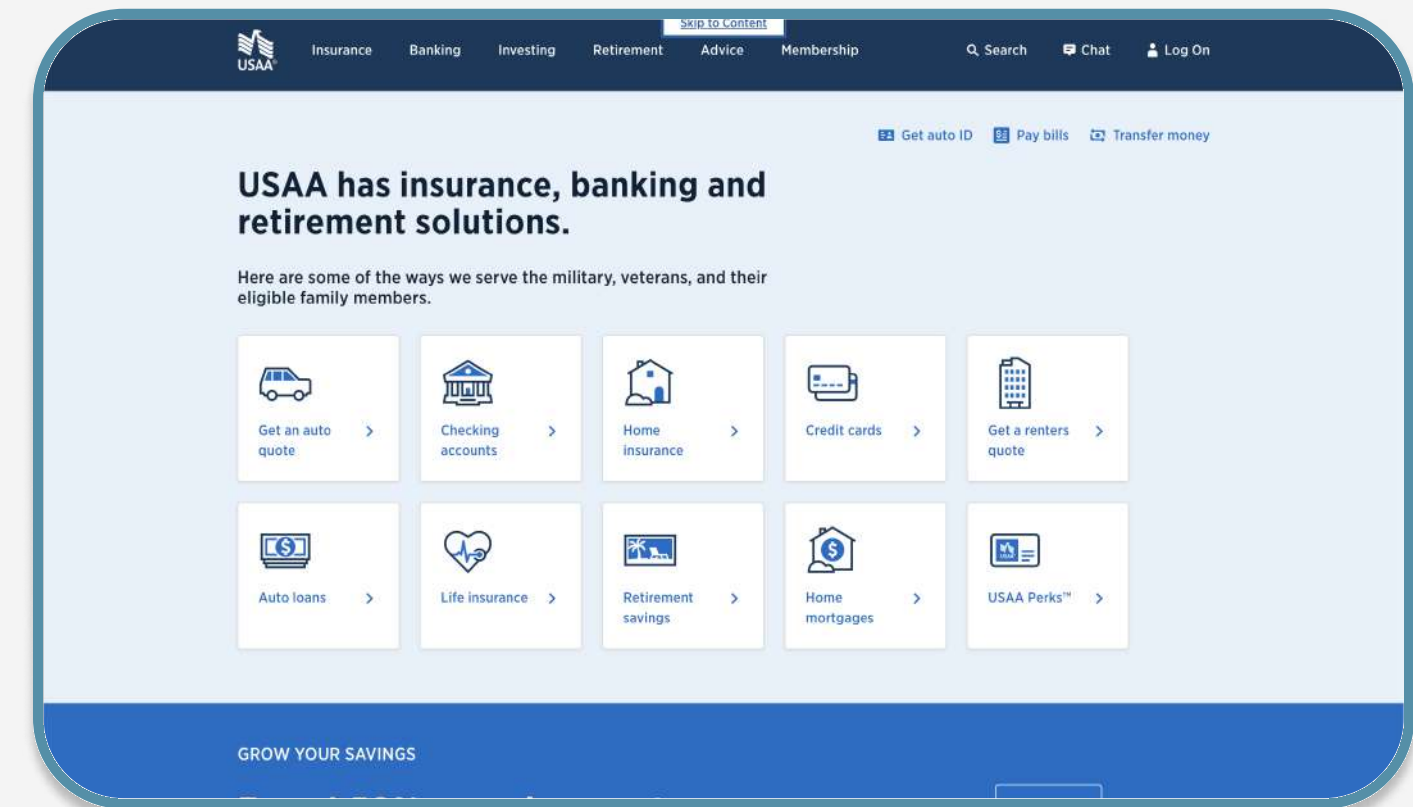 Skip to Content
USAA®
Insurance Banking Investing Retirement Advice Membership Search Chat Log On
Get auto ID Pay bills Transfer money
USAA has insurance, banking and
retirement solutions.
Here are some of the ways we serve the military, veterans, and their
eligible family members.
Get an auto
quote
Checking
accounts
Home
insurance
Credit cards
Get a renters
quote
Auto loans
Life insurance
Retirement
savings
Home
mortgages
USAA Perks™
GROW YOUR SAVINGS